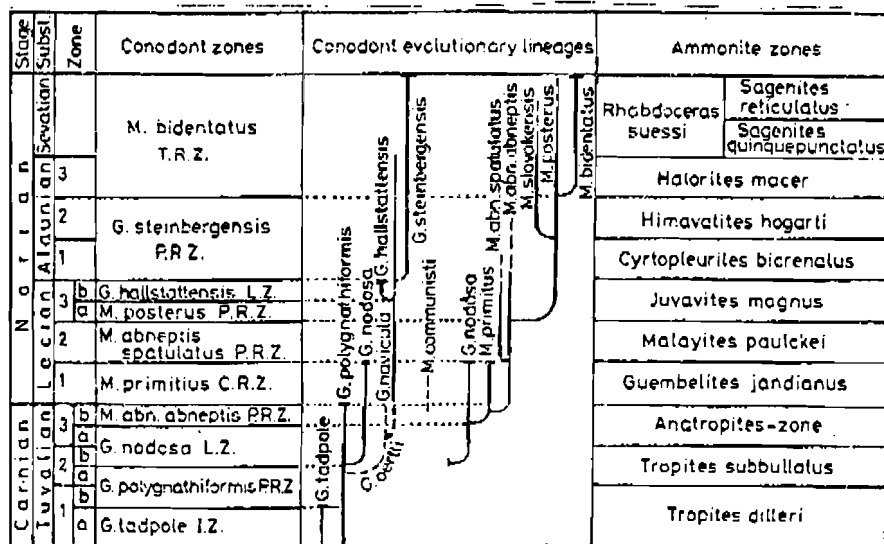 Stage
Subst.
Zone
Conodont zones
Conodont evolutionary lineages
Ammonite zones
Norian
Carnian
Sevatian
Alaunian
Lacian
Tuvalian
3
2
1
3
b
a
2
1
3
b
a
2
b
a
1
b
a
M. bidentatus
T.R.Z.
G. steinbergensis
P.R.Z.
G. hallstattensis L.Z.
M. posterus P.R.Z.
M. abneptis
spatulatus P.R.Z.
M. primitius C.R.Z.
M. abn. abneptis P.R.Z.
G. nodosa L.Z.
G. polygnathiformis P.R.Z
G. tadpole I.Z.
G. tadpole
G. polygnathiformis
G. nodosa
G. oertli
G. navicula
G. hallstattensis
G. steinbergensis
M. communisti
G. nodosa
M. primitus
M. abn. spatulatus
M. abn. abneptis
M. slovakensis
M. posterus
M. bidentatus
Rhabdoceras
suessi
Sagenites
reticulatus
Sagenites
quinquepunctatus
Halorites macer
Himavatites hogarti
Cyrtopleurites bicrenatus
Juvavites magnus
Malayites paulckei
Guembelites jandianus
Anatropites-zone
Tropites subbullatus
Tropites dilleri